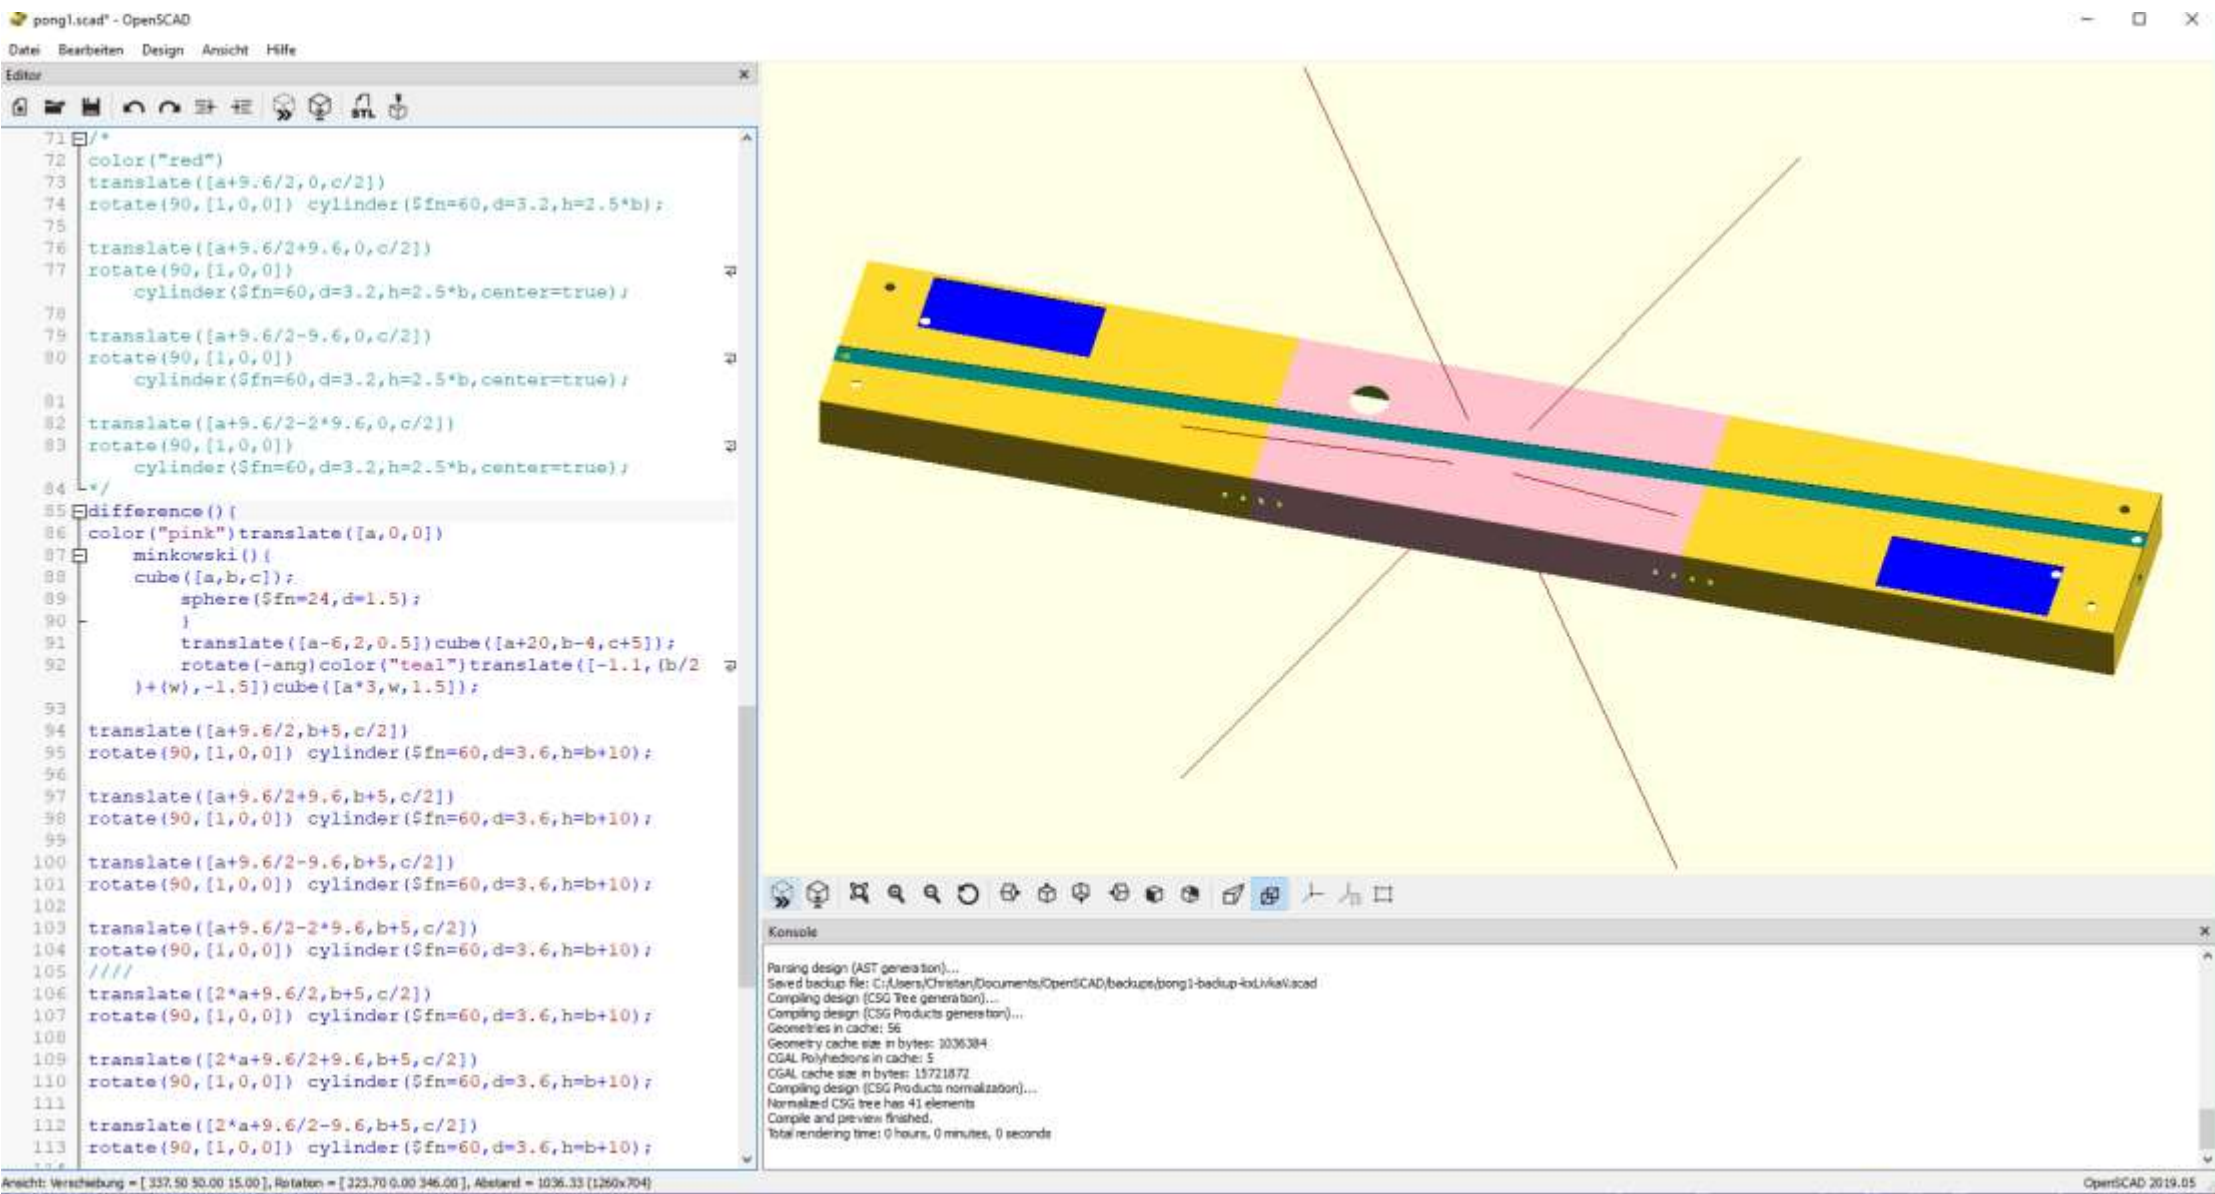 pong1.scad* - OpenSCAD
Datei Bearbeiten Design Ansicht Hilfe
Editor
STL
71 /*
72 color("red")
73 translate([a+9.6/2,0,c/2])
74 rotate(90,[1,0,0]) cylinder($fn=60,d=3.2,h=2.5*b);
75
76 translate([a+9.6/2+9.6,0,c/2])
77 rotate(90,[1,0,0])
cylinder($fn=60,d=3.2,h=2.5*b,center=true);
78
79 translate([a+9.6/2-9.6,0,c/2])
80 rotate(90,[1,0,0])
cylinder($fn=60,d=3.2,h=2.5*b,center=true);
81
82 translate([a+9.6/2-2*9.6,0,c/2])
83 rotate(90,[1,0,0])
cylinder($fn=60,d=3.2,h=2.5*b,center=true);
84 */
85 difference(){
86 color("pink")translate([a,0,0])
87 minkowski(){
88 cube([a,b,c]);
89 sphere($fn=24,d=1.5);
90 }
91 translate([a-6,2,0.5])cube([a+20,b-4,c+5]);
92 rotate(-ang)color("teal")translate([-1.1,(b/2
)+(w),-1.5])cube([a*3,w,1.5]);
93
94 translate([a+9.6/2,b+5,c/2])
95 rotate(90,[1,0,0]) cylinder($fn=60,d=3.6,h=b+10);
96
97 translate([a+9.6/2+9.6,b+5,c/2])
98 rotate(90,[1,0,0]) cylinder($fn=60,d=3.6,h=b+10);
99
100 translate([a+9.6/2-9.6,b+5,c/2])
101 rotate(90,[1,0,0]) cylinder($fn=60,d=3.6,h=b+10);
102
103 translate([a+9.6/2-2*9.6,b+5,c/2])
104 rotate(90,[1,0,0]) cylinder($fn=60,d=3.6,h=b+10);
105 ////
106 translate([2*a+9.6/2,b+5,c/2])
107 rotate(90,[1,0,0]) cylinder($fn=60,d=3.6,h=b+10);
108
109 translate([2*a+9.6/2+9.6,b+5,c/2])
110 rotate(90,[1,0,0]) cylinder($fn=60,d=3.6,h=b+10);
111
112 translate([2*a+9.6/2-9.6,b+5,c/2])
113 rotate(90,[1,0,0]) cylinder($fn=60,d=3.6,h=b+10);
Konsole
Parsing design (AST generation)...
Saved backup file: C:/Users/Christian/Documents/OpenSCAD/backups/
Compiling design (CSG Tree generation)...
Compiling design (CSG Products generation)...
Geometries in cache: 56
Geometry cache size in bytes: 1036384
CGAL Polyhedrons in cache: 5
CGAL cache size in bytes: 15721872
Compiling design (CSG Products normalization)...
Normalized CSG tree has 41 elements
Compile and preview finished.
Total rendering time: 0 hours, 0 minutes, 0 seconds
Ansicht: Verschiebung = [ 337.50 50.00 15.00 ], Rotation = [ 223.70 0.00 346.00 ], Abstand = 1036.33 (1260x704)
OpenSCAD 2019.05